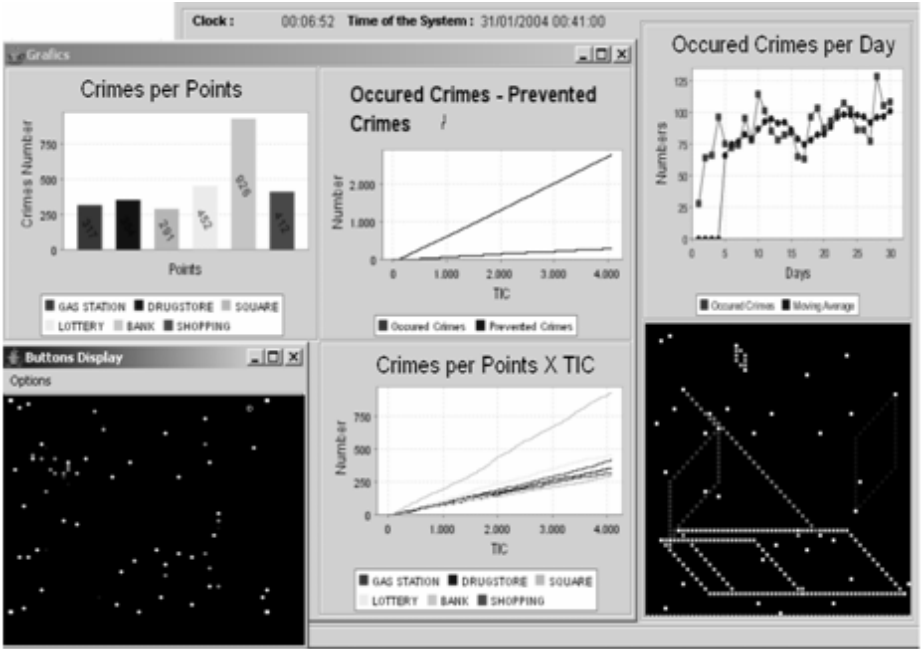 Clock : 00:06:52 Time of the System : 31/01/2004 00:41:00
Grafics
Crimes per Points
Crimes Number
750
500
250
0
317
291
452
926
412
Points
GAS STATION DRUGSTORE SQUARE
LOTTERY BANK SHOPPING
Occured Crimes - Prevented
Crimes
Number
2.000
1.000
0
0 1.000 2.000 3.000 4.000
TIC
Occured Crimes Prevented Crimes
Occured Crimes per Day
Numbers
125
100
75
50
25
0
0 5 10 15 20 25 30
Days
Occured Crimes Moving Average
Buttons Display
Options
Crimes per Points X TIC
Number
750
500
250
0
0 1.000 2.000 3.000 4.000
TIC
GAS STATION DRUGSTORE SQUARE
LOTTERY BANK SHOPPING